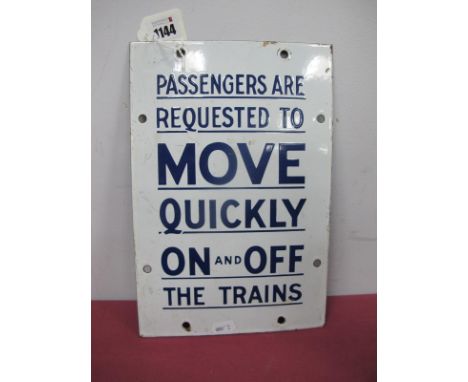 1144
PASSENGERS ARE
REQUESTED TO
MOVE
QUICKLY
ON AND OFF
THE TRAINS